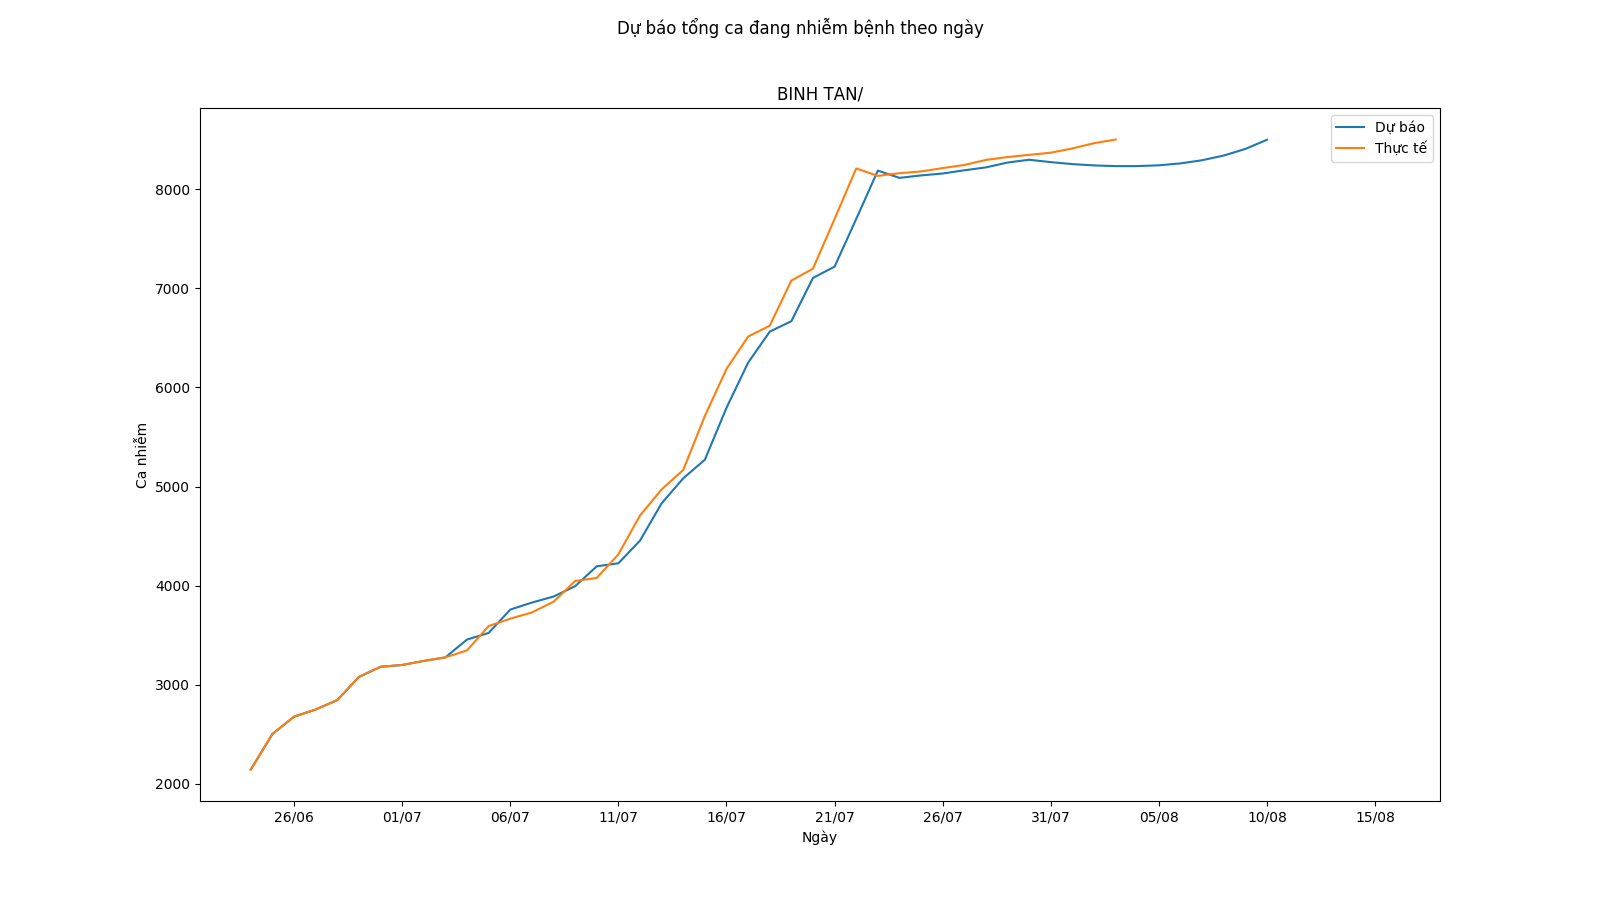 Dự báo tổng ca đang nhiễm bệnh theo ngày
BINH TAN/
Dự báo
Thực tế
8000
7000
6000
5000
4000
3000
2000
Ca nhiễm
26/06 01/07 06/07 11/07 16/07 21/07 26/07 31/07 05/08 10/08 15/08
Ngày